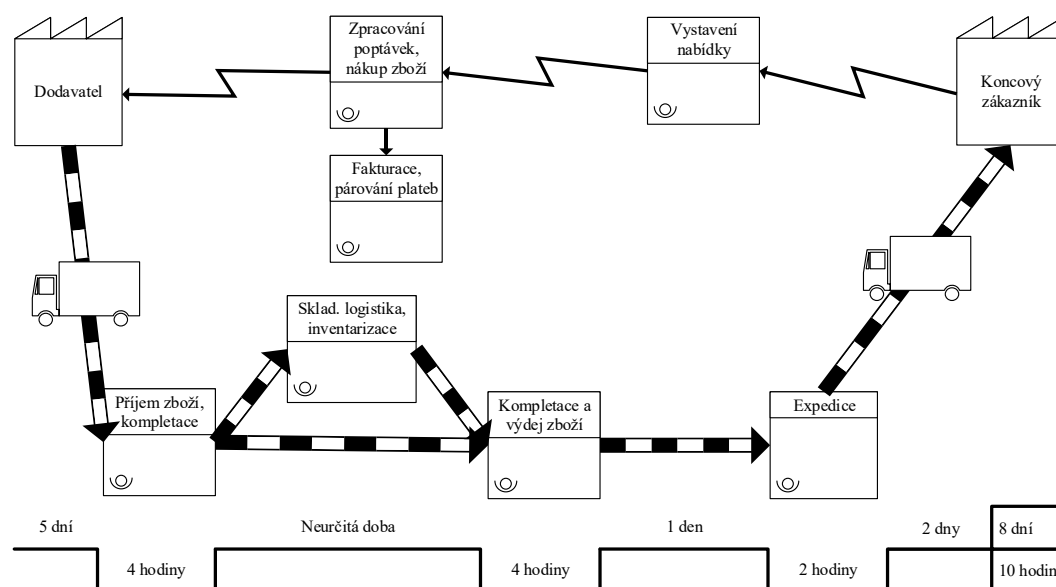 Zpracování
poptávek,
nákup zboží
Vystavení
nabídky
Dodavatel
Koncový
zákazník
Fakturace,
párování plateb
Sklad. logistika,
inventarizace
Příjem zboží,
kompletace
Kompletace a
výdej zboží
Expedice
5 dní
Neurčitá doba
1 den
2 dny
8 dní
4 hodiny
4 hodiny
2 hodiny
10 hodin